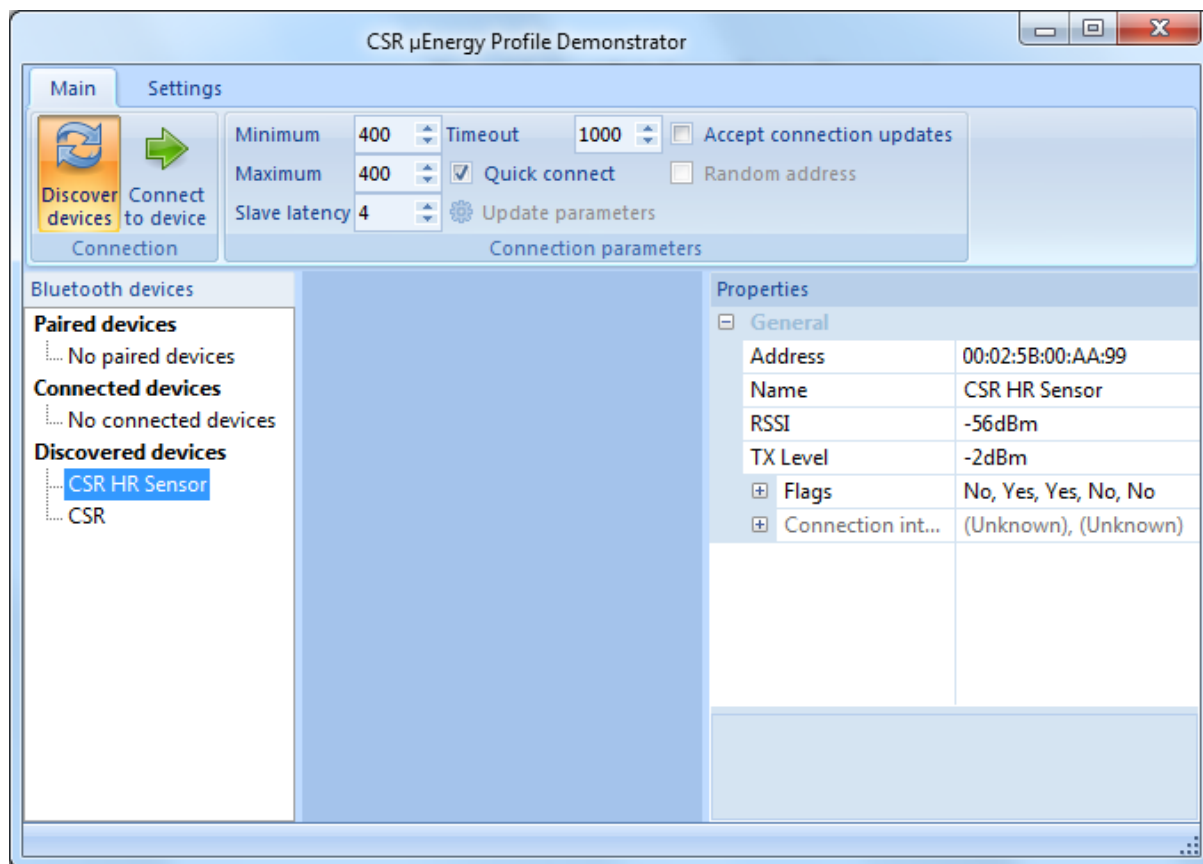 CSR µEnergy Profile Demonstrator
Main Settings
Minimum 400 Timeout 1000 Accept connection updates
Maximum 400 Quick connect Random address
Discover devices Connect to device Slave latency 4 Update parameters
Connection Connection parameters
Bluetooth devices
Paired devices
No paired devices
Connected devices
No connected devices
Discovered devices
CSR HR Sensor
CSR
Properties
General
Address 00:02:5B:00:AA:99
Name CSR HR Sensor
RSSI -56dBm
TX Level -2dBm
Flags No, Yes, Yes, No, No
Connection int... (Unknown), (Unknown)